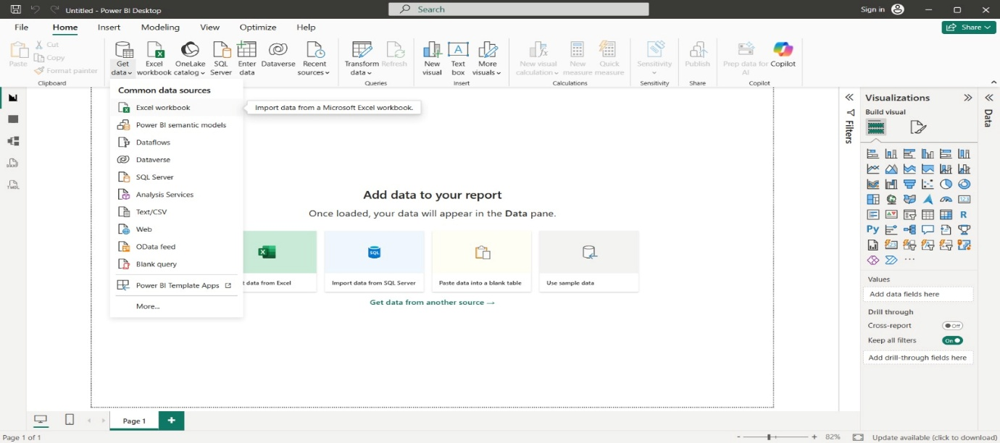 Untitled - Power BI Desktop
Search
Sign in
File Home Insert Modeling View Optimize Help
Share
Paste
Cut
Copy
Format painter
Clipboard
Get data
Excel workbook
OneLake catalog
SQL Server
Enter data
Dataverse
Recent sources
Transform data
Refresh
Queries
New visual
Text box
More visuals
Insert
New visual calculation
New measure
Quick measure
Calculations
Sensitivity
Sensitivity
Publish
Share
Prep data for AI
Copilot
Copilot
Common data sources
Excel workbook
Import data from a Microsoft Excel workbook.
Power BI semantic models
Dataflows
Dataverse
SQL Server
Analysis Services
Text/CSV
Web
OData feed
Blank query
Power BI Template Apps
More...
Add data to your report
Once loaded, your data will appear in the Data pane.
SQL
data from Excel
Import data from SQL Server
Paste data into a blank table
Use sample data
Get data from another source →
Filters
Visualizations
Build visual
123
R
Py
...
Values
Add data fields here
Drill through
Cross-report
Off
Keep all filters
On
Add drill-through fields here
Data
DAX
TMDL
Page 1
+
Page 1 of 1
- + 82%
Update available (click to download)